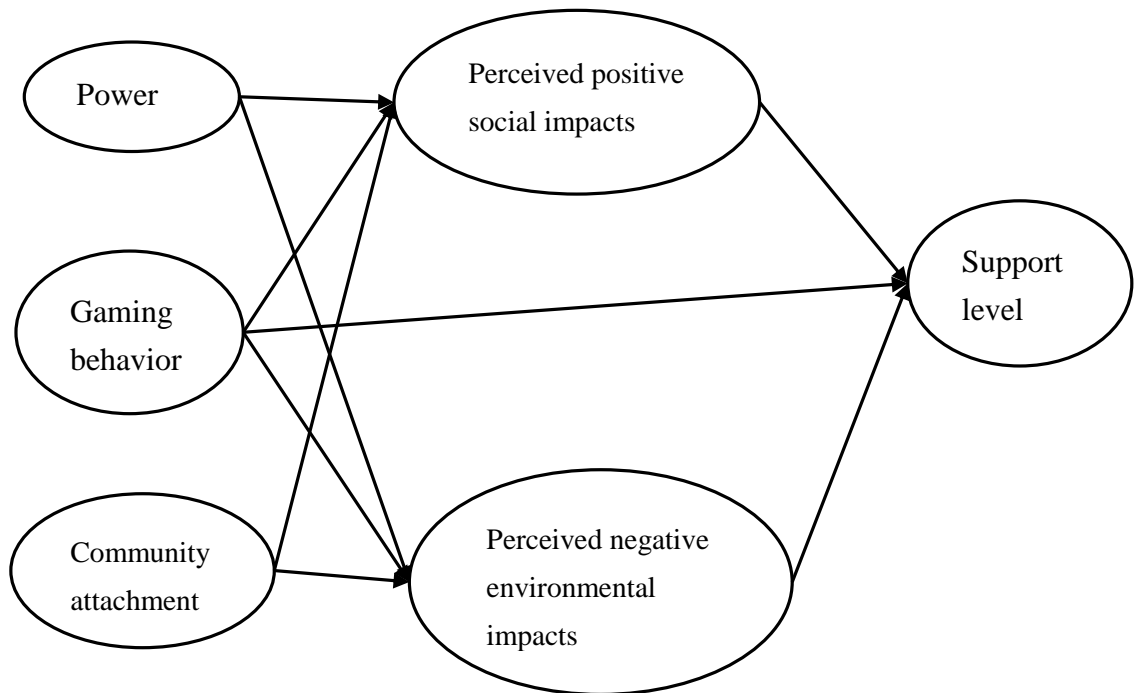 Power
Perceived positive
social impacts
Gaming
behavior
Support
level
Community
attachment
Perceived negative
environmental
impacts